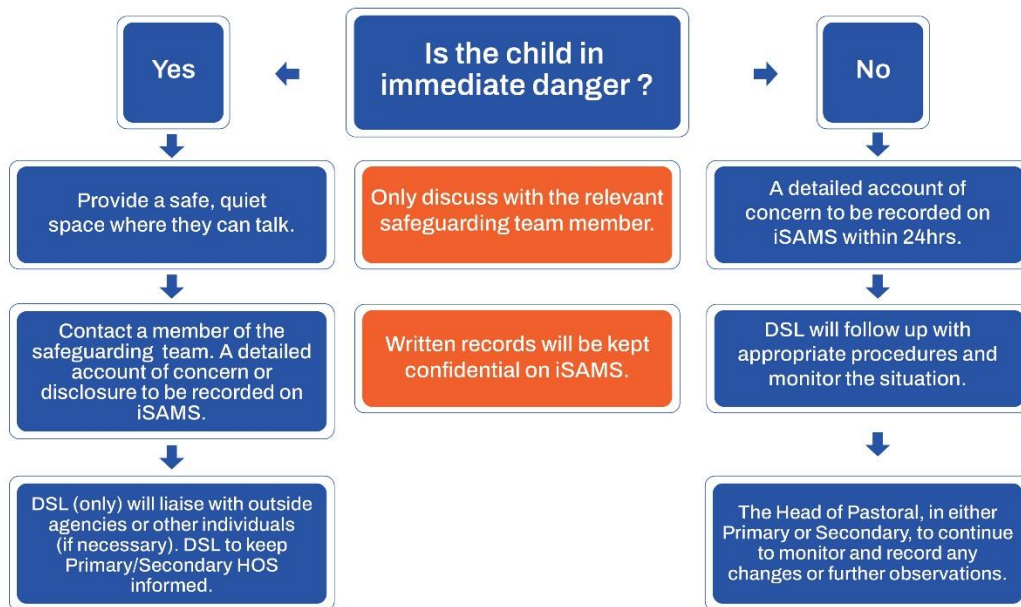 Is the child in
immediate danger ?
Yes
No
Provide a safe, quiet
space where they can talk.
Only discuss with the relevant
safeguarding team member.
A detailed account of
concern to be recorded on
iSAMS within 24hrs.
Contact a member of the
safeguarding team. A detailed
account of concern or
disclosure to be recorded on
iSAMS.
Written records will be kept
confidential on iSAMS.
DSL will follow up with
appropriate procedures and
monitor the situation.
DSL (only) will liaise with outside
agencies or other individuals
(if necessary). DSL to keep
Primary/Secondary HOS
informed.
The Head of Pastoral, in either
Primary or Secondary, to continue
to monitor and record any
changes or further observations.